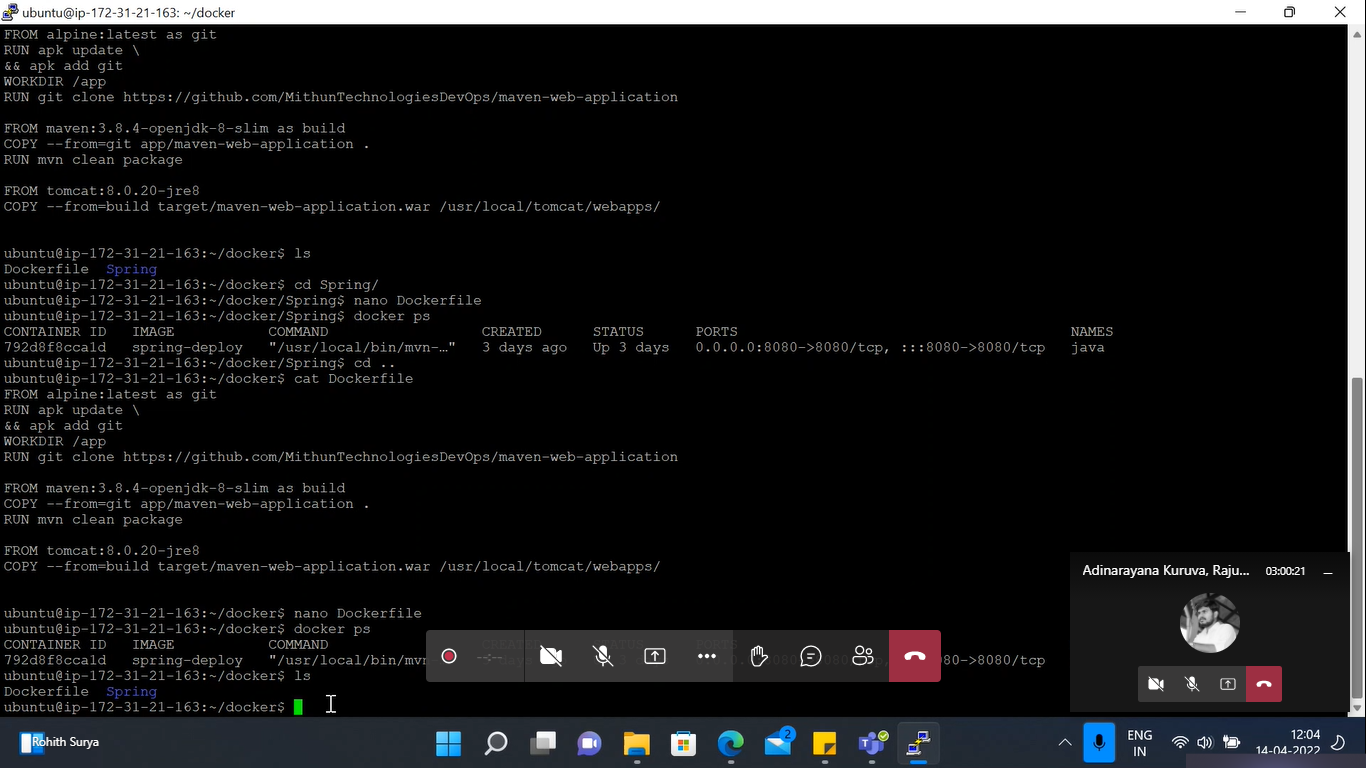 ubuntu@ip-172-31-21-163: ~/docker
FROM alpine:latest as git
RUN apk update \
&& apk add git
WORKDIR /app
RUN git clone https://github.com/MithunTechnologiesDevOps/maven-web-application
FROM maven:3.8.4-openjdk-8-slim as build
COPY --from=git app/maven-web-application .
RUN mvn clean package
FROM tomcat:8.0.20-jre8
COPY --from=build target/maven-web-application.war /usr/local/tomcat/webapps/
ubuntu@ip-172-31-21-163:~/docker$ ls
Dockerfile  Spring
ubuntu@ip-172-31-21-163:~/docker$ cd Spring/
ubuntu@ip-172-31-21-163:~/docker/Spring$ nano Dockerfile
ubuntu@ip-172-31-21-163:~/docker/Spring$ docker ps
CONTAINER ID   IMAGE           COMMAND                  CREATED      STATUS      PORTS                                       NAMES
792d8f8cca1d   spring-deploy   "/usr/local/bin/mvn-…"   3 days ago   Up 3 days   0.0.0.0:8080->8080/tcp, :::8080->8080/tcp   java
ubuntu@ip-172-31-21-163:~/docker/Spring$ cd ..
ubuntu@ip-172-31-21-163:~/docker$ cat Dockerfile
FROM alpine:latest as git
RUN apk update \
&& apk add git
WORKDIR /app
RUN git clone https://github.com/MithunTechnologiesDevOps/maven-web-application
FROM maven:3.8.4-openjdk-8-slim as build
COPY --from=git app/maven-web-application .
RUN mvn clean package
FROM tomcat:8.0.20-jre8
COPY --from=build target/maven-web-application.war /usr/local/tomcat/webapps/
Adinarayana Kuruva, Raju... 03:00:21
ubuntu@ip-172-31-21-163:~/docker$ nano Dockerfile
ubuntu@ip-172-31-21-163:~/docker$ docker ps
CONTAINER ID   IMAGE           COMMAND
792d8f8cca1d   spring-deploy   "/usr/local/bin/mvn                               0->8080/tcp
ubuntu@ip-172-31-21-163:~/docker$ ls
Dockerfile  Spring
ubuntu@ip-172-31-21-163:~/docker$
Rohith Surya
2
ENG
IN
12:04
14-04-2022